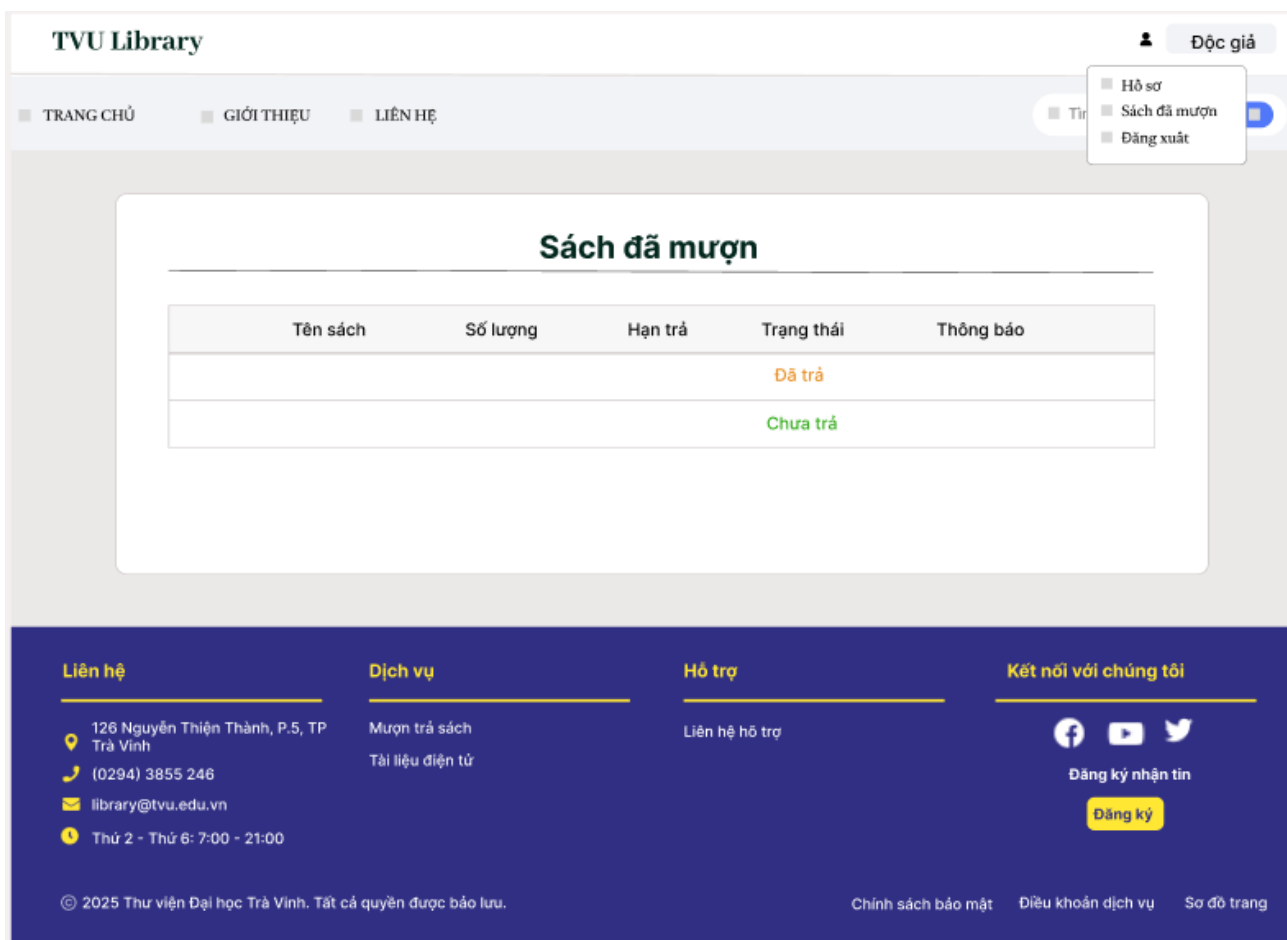 TVU Library
Độc giả
Hồ sơ
Sách đã mượn
Đăng xuất
TRANG CHỦ
GIỚI THIỆU
LIÊN HỆ
Sách đã mượn
Tên sách Số lượng Hạn trả Trạng thái Thông báo
Đã trả
Chưa trả
Liên hệ
126 Nguyễn Thiện Thành, P.5, TP
Trà Vinh
(0294) 3855 246
library@tvu.edu.vn
Thứ 2 - Thứ 6: 7:00 - 21:00
Dịch vụ
Mượn trả sách
Tài liệu điện tử
Hỗ trợ
Liên hệ hỗ trợ
Kết nối với chúng tôi
Đăng ký nhận tin
Đăng ký
© 2025 Thư viện Đại học Trà Vinh. Tất cả quyền được bảo lưu.
Chính sách bảo mật Điều khoản dịch vụ Sơ đồ trang